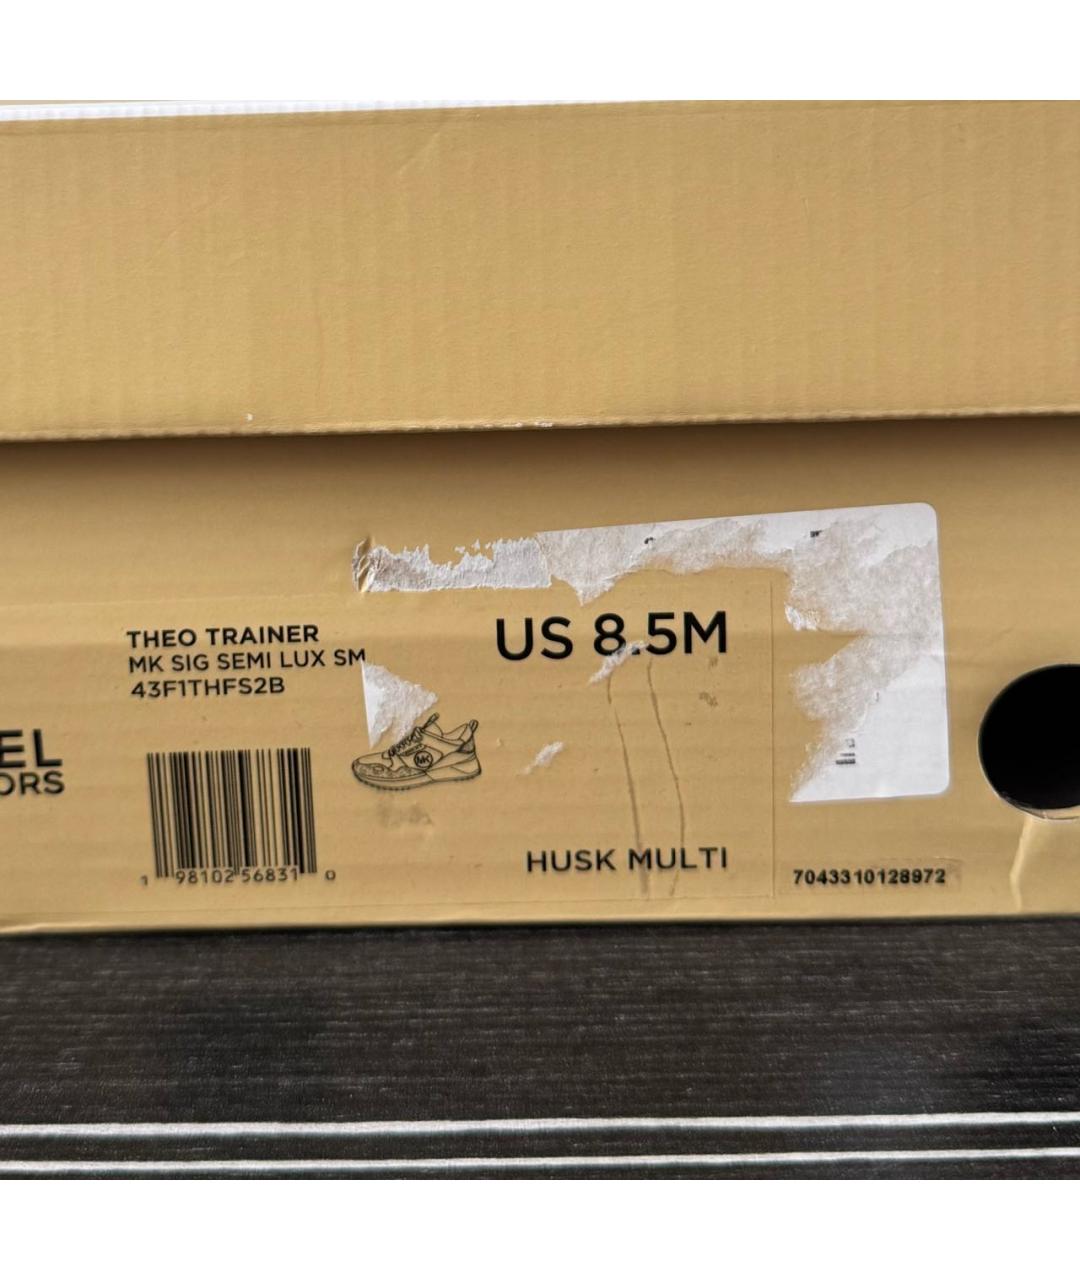 THEO TRAINER
MK SIG SEMI LUX SM
43F1THFS2B
US 8.5M
EL
ORS
MK
1 98102 56831 0
HUSK MULTI
7043310128972